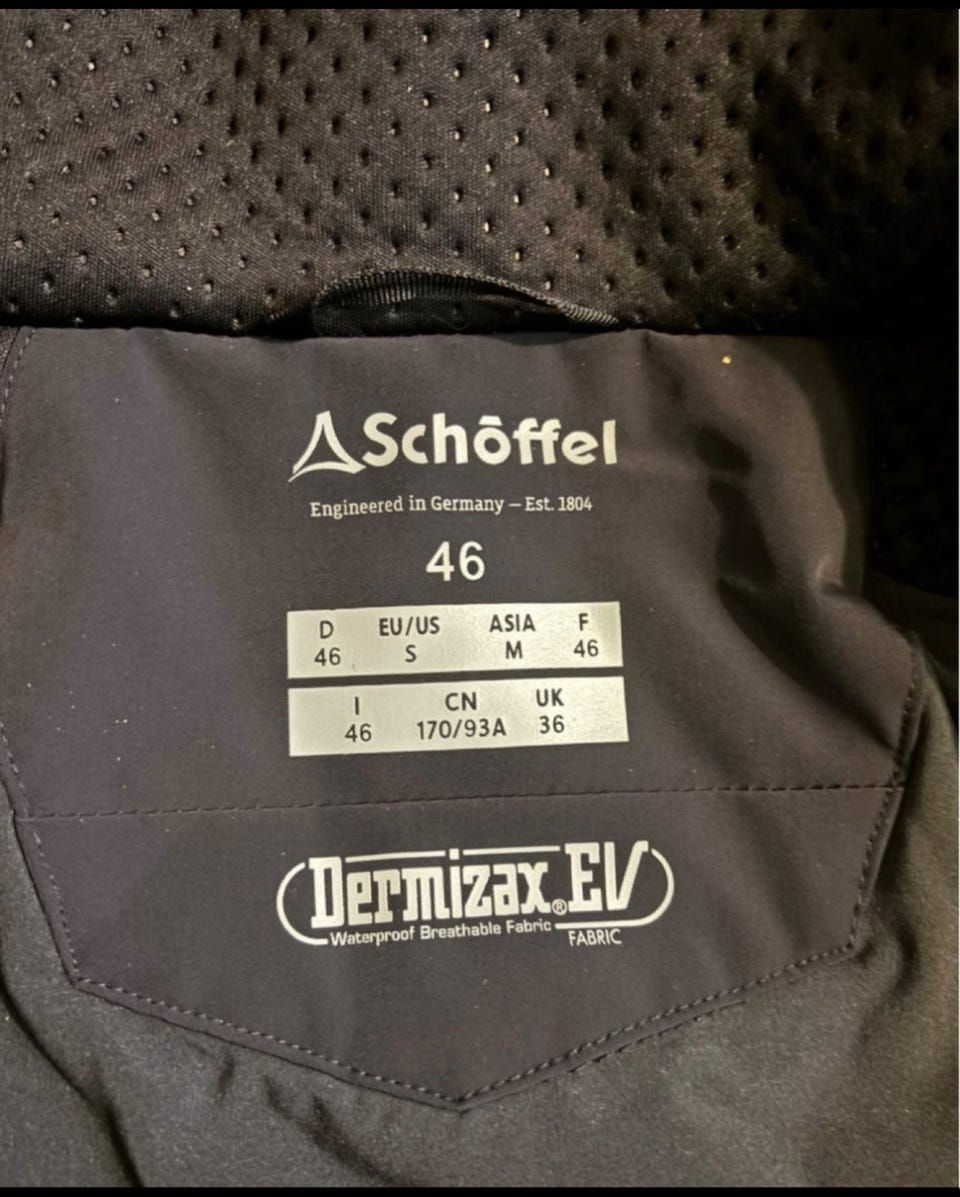 Schöffel
Engineered in Germany – Est. 1804
46
D EU/US ASIA F
46 S M 46
I CN UK
46 170/93A 36
Dermizax®EV
Waterproof Breathable Fabric FABRIC